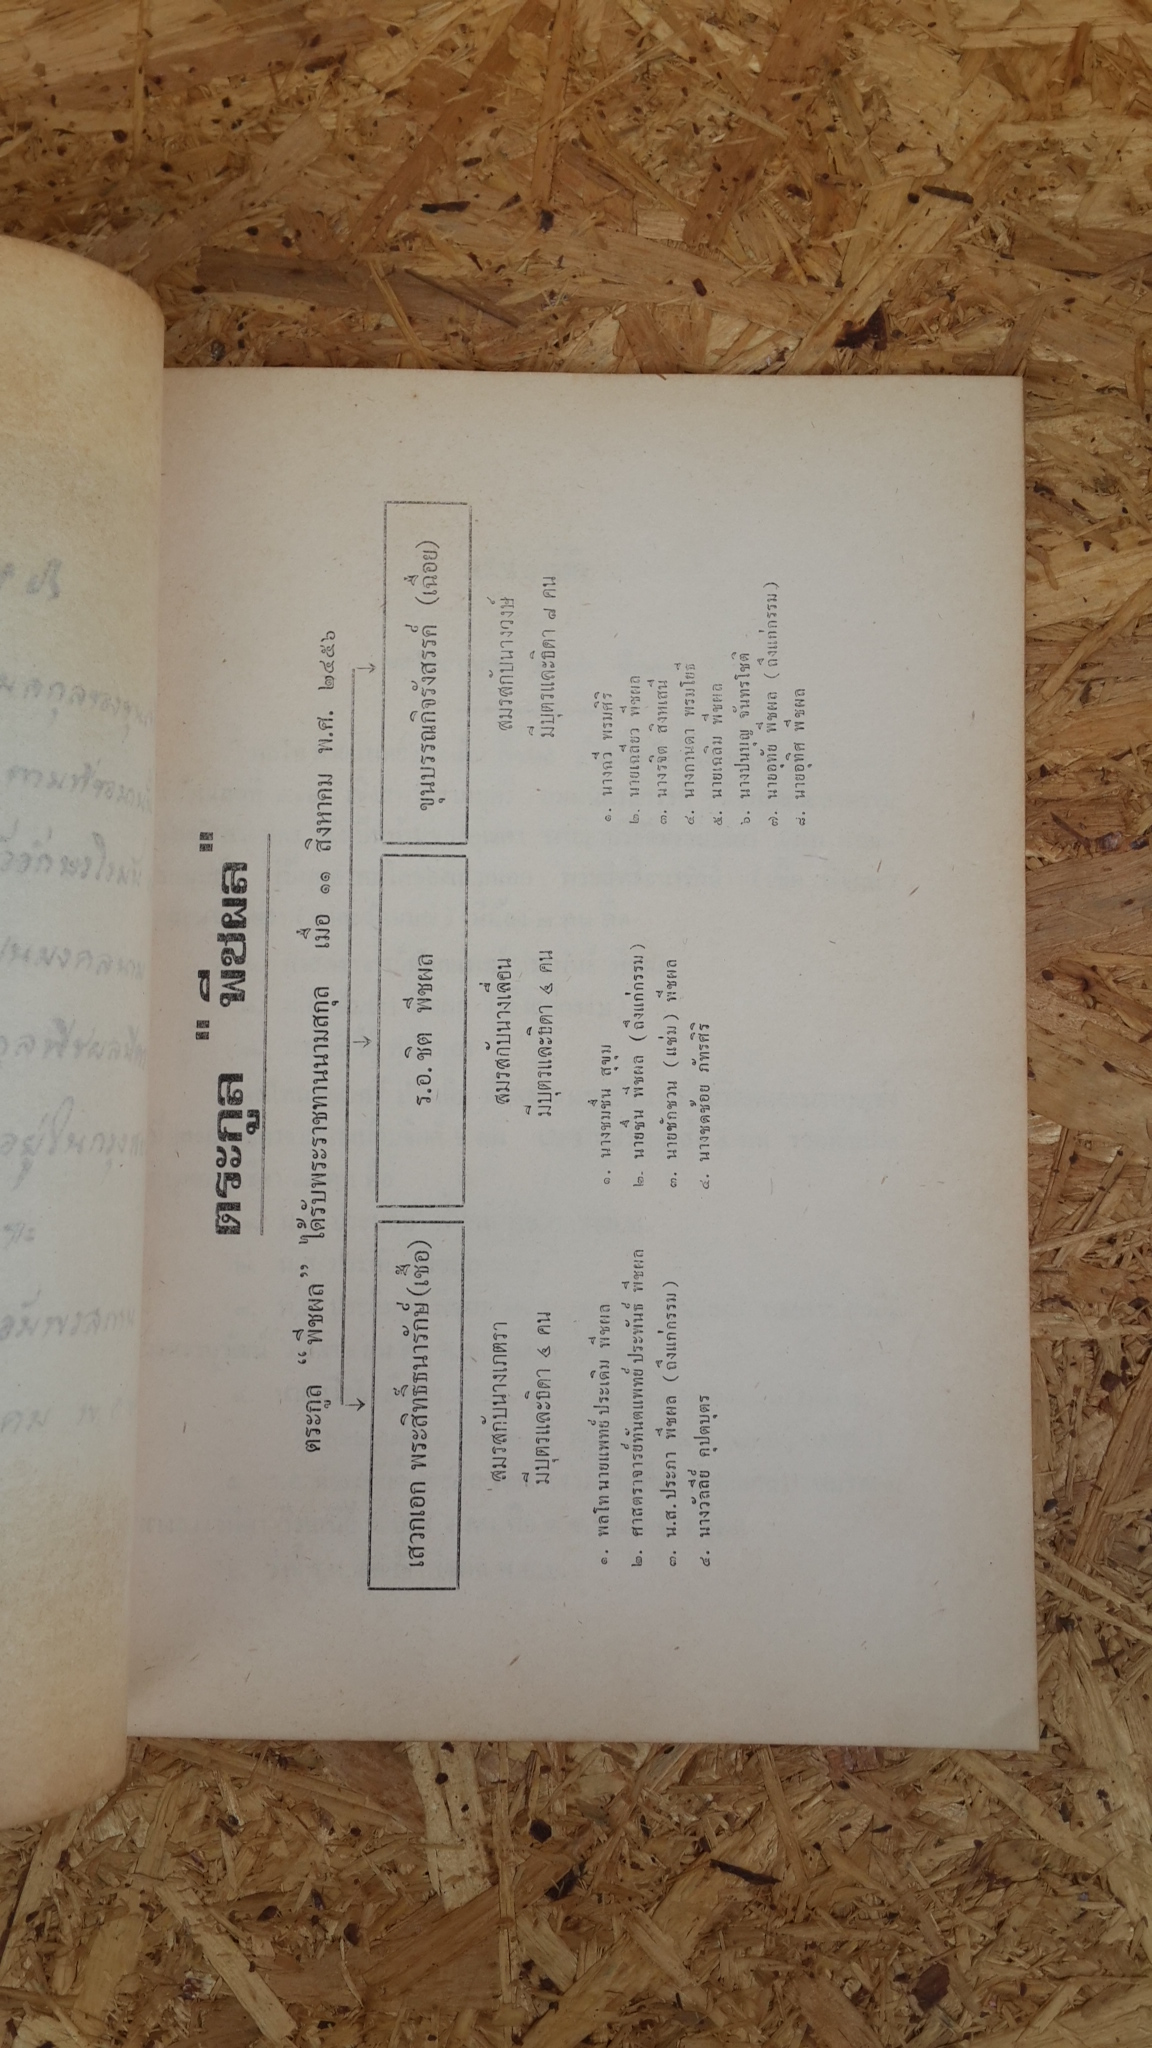 ตระกูล " พืชผล "
ตระกูล “ พืชผล ” ได้รับพระราชทานนามสกุล เมื่อ ๑๑ สิงหาคม พ.ศ. ๒๔๕๖
เสวกเอก พระสิทธิ์ธนารักษ์ (เชื้อ)
สมรสกับนางเภตรา
มีบุตรและธิดา ๔ คน
๑. พลโท นายแพทย์ ประเดิม พืชผล
๒. ศาสตราจารย์ทันตแพทย์ ประพันธ์ พืชผล
๓. น.ส. ประภา พืชผล (ถึงแก่กรรม)
๔. นางวัถลีย์ คุปตบุตร
ร.อ. ชิต พืชผล
สมรสกับนางเลื่อน
มีบุตรและธิดา ๔ คน
๑. นางชมชื่น สุขุม
๒. นายชื่น พืชผล (ถึงแก่กรรม)
๓. นายชักชวน (แช่ม) พืชผล
๔. นางชดช้อย ภัทรศิริ
ขุนบรรณกิจรังสรรค์ (เฉื่อย)
สมรสกับนางวงษ์
มีบุตรและธิดา ๘ คน
๑. นางถวี พรมศิริ
๒. นายเฉลียว พืชผล
๓. นางรจิต สิงหเสนี
๔. นางกานดา พรมโยธี
๕. นายเฉลิม พืชผล
๖. นางปนบุญ จันทรโชติ
๗. นายอุทัย พืชผล (ถึงแก่กรรม)
๘. นายอุทิศ พืชผล